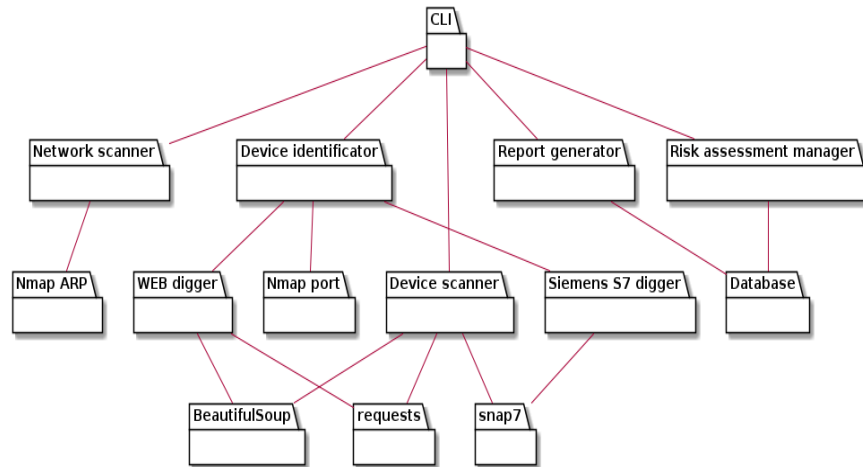 CLI
Network scanner
Device identificator
Report generator
Risk assessment manager
Nmap ARP
WEB digger
Nmap port
Device scanner
Siemens S7 digger
Database
BeautifulSoup
requests
snap7